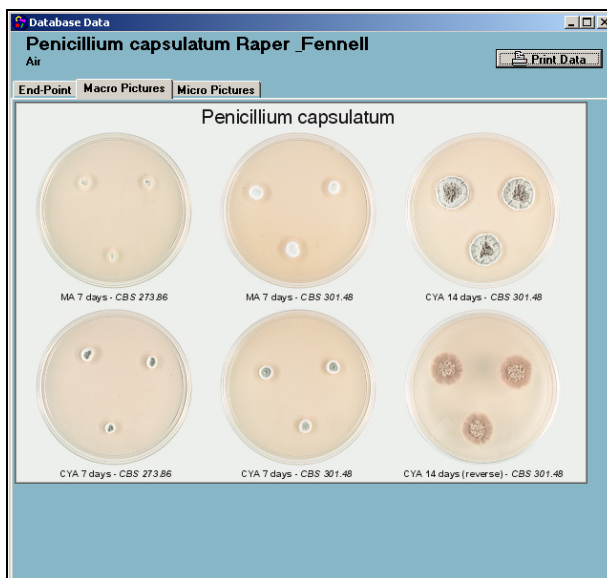 Database Data
Penicillium capsulatum Raper _Fennell
Air
Print Data
End-Point Macro Pictures Micro Pictures
Penicillium capsulatum
MA 7 days - CBS 273.86 MA 7 days - CBS 301.48 CYA 14 days - CBS 301.48
CYA 7 days - CBS 273.86 CYA 7 days - CBS 301.48 CYA 14 days (reverse) - CBS 301.48